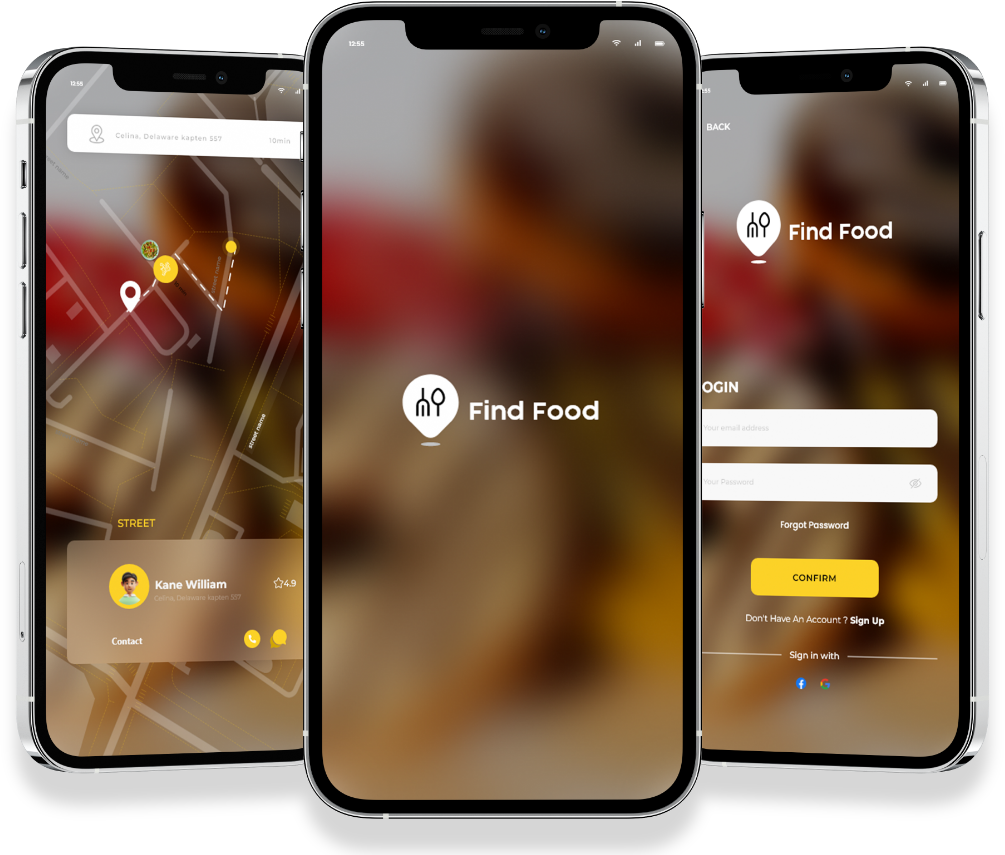 12:55
Celina, Delaware kapten 557
10min
street name
street name
STREET
Kane William
4.9
Celina, Delaware kapten 557
Contact
12:55
Find Food
:55
BACK
Find Food
OGIN
Your email address
Your Password
Forgot Password
CONFIRM
Don't Have An Account ? Sign Up
Sign in with